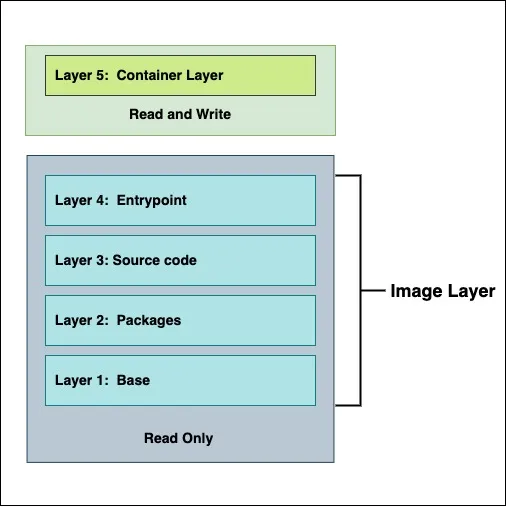 Layer 5:  Container Layer
Read and Write
Layer 4:  Entrypoint
Layer 3: Source code
Image Layer
Layer 2:  Packages
Layer 1:  Base
Read Only